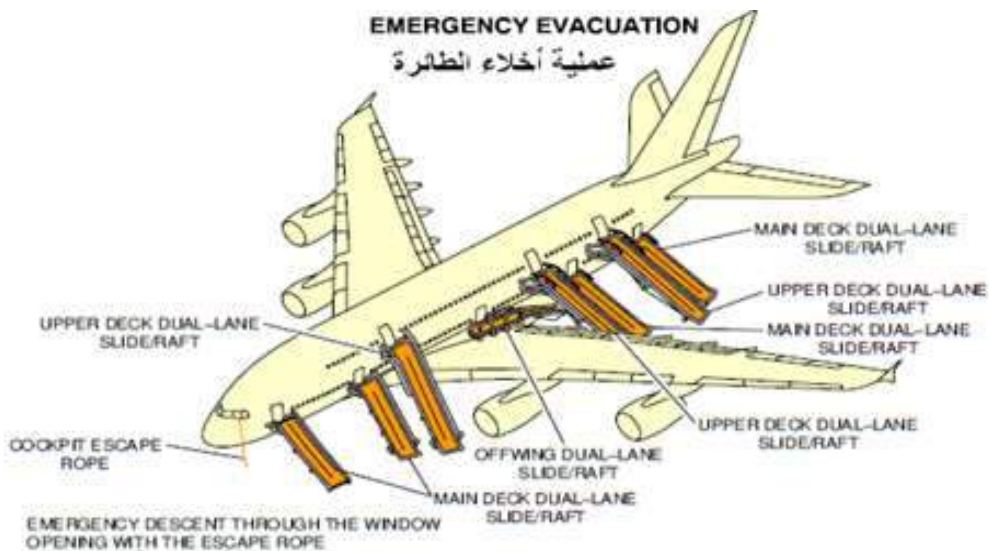 EMERGENCY EVACUATION
عملية أخلاء الطائرة
MAIN DECK DUAL-LANE
SLIDE/RAFT
UPPER DECK DUAL-LANE
SLIDE/RAFT
UPPER DECK DUAL-LANE
SLIDE/RAFT
MAIN DECK DUAL-LANE
SLIDE/RAFT
UPPER DECK DUAL-LANE
SLIDE/RAFT
COCKPIT ESCAPE
ROPE
OFFWING DUAL-LANE
SLIDE/RAFT
MAIN DECK DUAL-LANE
SLIDE/RAFT
EMERGENCY DESCENT THROUGH THE WINDOW
OPENING WITH THE ESCAPE ROPE